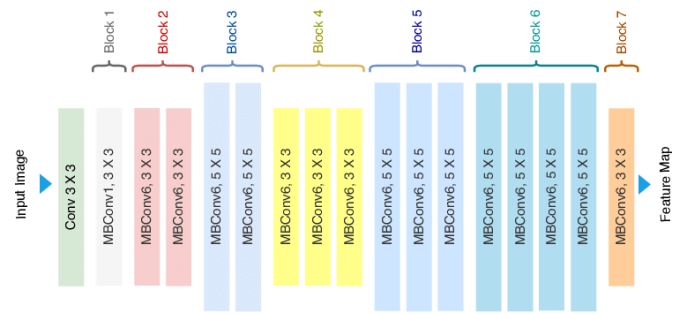 Block 1
Block 2
Block 3
Block 4
Block 5
Block 6
Block 7
Input Image
Conv 3 X 3
MBConv1, 3 X 3
MBConv6, 3 X 3
MBConv6, 3 X 3
MBConv6, 5 X 5
MBConv6, 5 X 5
MBConv6, 3 X 3
MBConv6, 3 X 3
MBConv6, 3 X 3
MBConv6, 5 X 5
MBConv6, 5 X 5
MBConv6, 5 X 5
MBConv6, 5 X 5
MBConv6, 5 X 5
MBConv6, 5 X 5
MBConv6, 5 X 5
MBConv6, 3 X 3
Feature Map